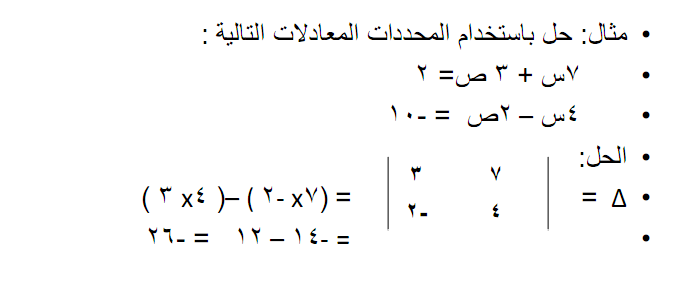 • مثال: حل باستخدام المحددات المعادلات التالية :
• ٧س + ٣ ص= ٢
• ٤س – ٢ص = -١٠
• الحل:
٧ ٣
• Δ = = (٧x -٢ ) –( ٤x ٣ )
٤ -٢
• = -١٤ – ١٢ = -٢٦